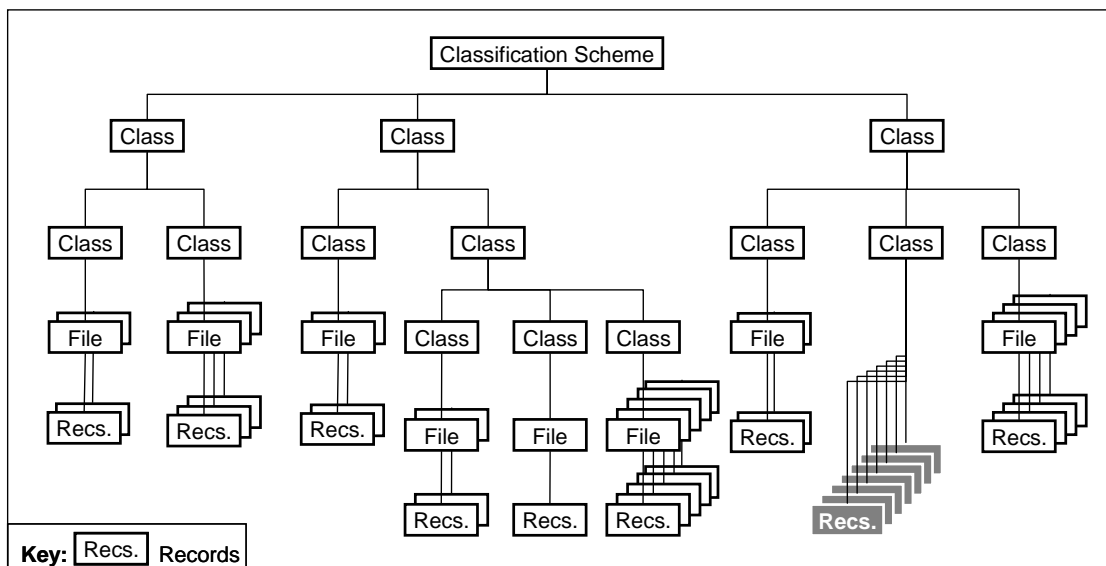 Classification Scheme
Class Class Class
Class Class Class Class Class Class Class
File File File Class Class Class File File
Recs. Recs. Recs. File File File Recs. Recs.
Recs. Recs. Recs. Recs.
Key: Recs. Records